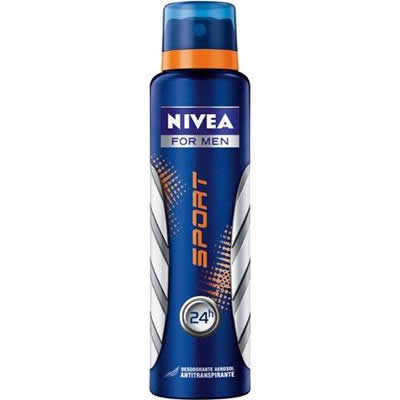 NIVEA
FOR MEN
SPORT
24h
DESODORANTE AEROSOL
ANTITRANSPIRANTE